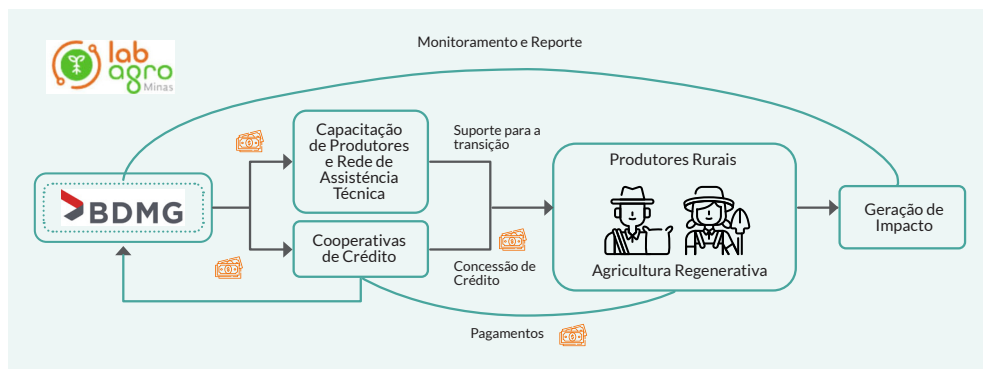 Monitoramento e Reporte
lab
agro
Minas
Capacitação
de Produtores
e Rede de
Assisténcia
Técnica
Suporte para a
transição
Produtores Rurais
BDMG
Geração de
Impacto
Cooperativas
de Crédito
Concessão de
Crédito
Agricultura Regenerativa
Pagamentos